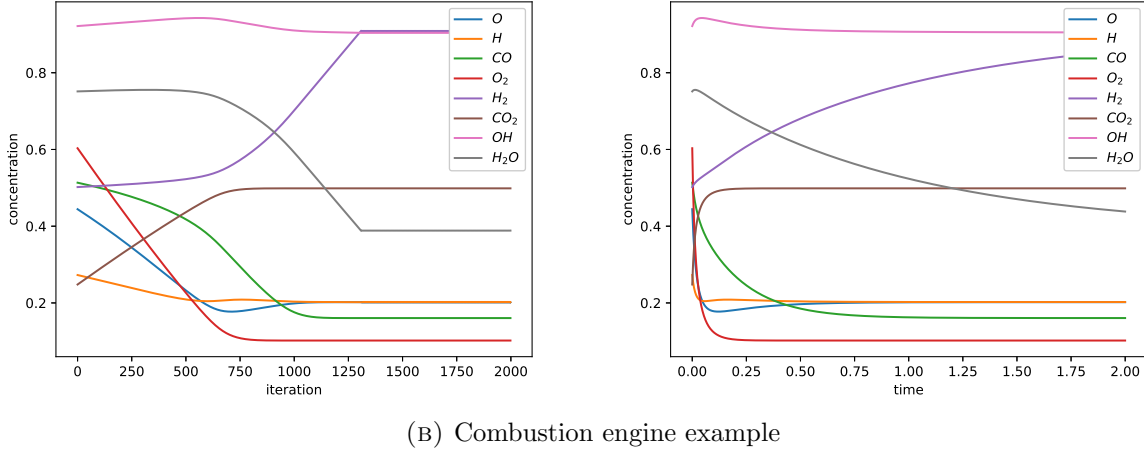 concentration
0.8
0.6
0.4
0.2
0 250 500 750 1000 1250 1500 1750 2000
iteration
O
H
CO
O₂
H₂
CO₂
OH
H₂O
concentration
0.8
0.6
0.4
0.2
0.00 0.25 0.50 0.75 1.00 1.25 1.50 1.75 2.00
time
O
H
CO
O₂
H₂
CO₂
OH
H₂O
(B) Combustion engine example